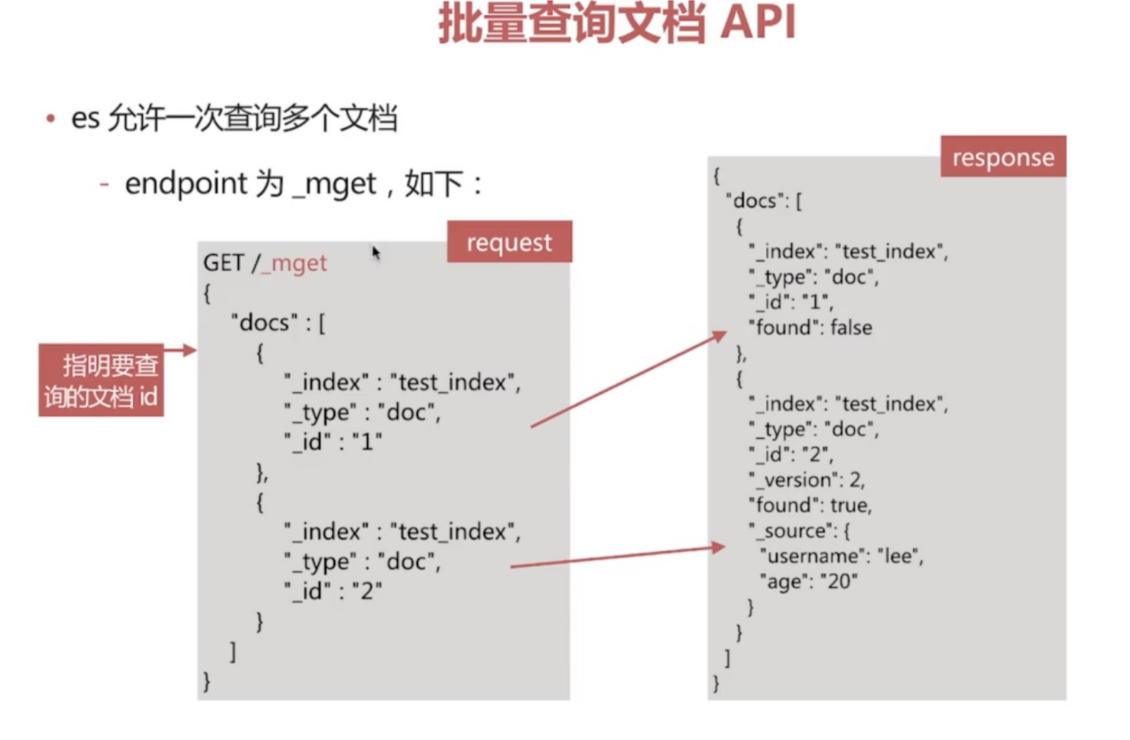 批量查询文档 API
• es 允许一次查询多个文档
- endpoint 为 _mget，如下：
request
GET /_mget
{
"docs" : [
{
"_index" : "test_index",
"_type" : "doc",
"_id" : "1"
},
{
"_index" : "test_index",
"_type" : "doc",
"_id" : "2"
}
]
}
指明要查
询的文档 id
response
{
"docs": [
{
"_index": "test_index",
"_type": "doc",
"_id": "1",
"found": false
},
{
"_index": "test_index",
"_type": "doc",
"_id": "2",
"_version": 2,
"found": true,
"_source": {
"username": "lee",
"age": "20"
}
}
]
}